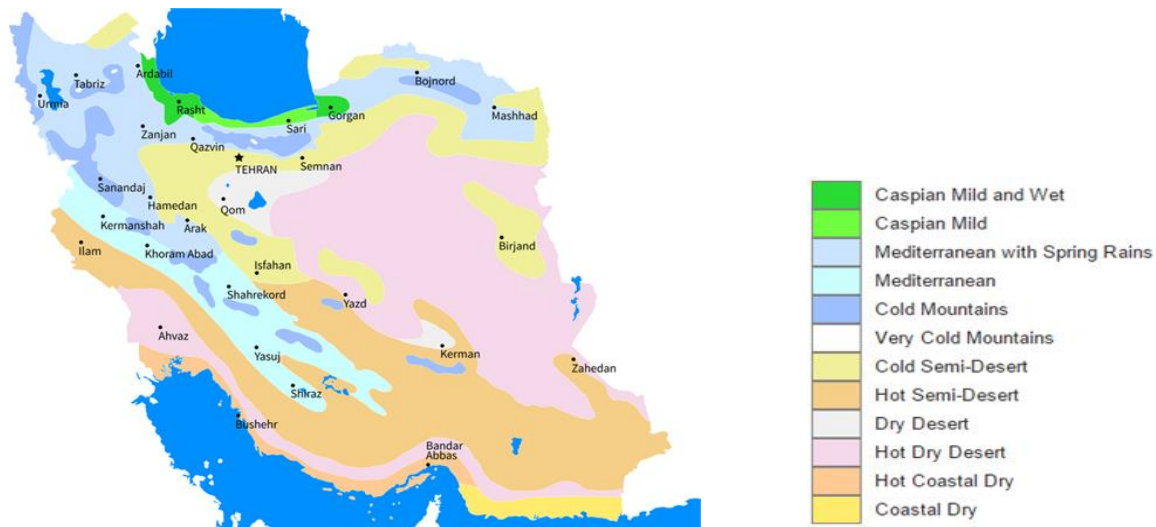 Ardabil
Bojnord
Tabriz
Urmia
Rasht
Gorgan
Mashhad
Sari
Zanjan
Qazvin
TEHRAN
Semnan
Sanandaj
Hamedan
Qom
Kermanshah
Arak
Ilam
Khoram Abad
Birjand
Isfahan
Shahrekord
Yazd
Ahvaz
Yasuj
Kerman
Zahedan
Shiraz
Bushehr
Bandar
Abbas
Caspian Mild and Wet
Caspian Mild
Mediterranean with Spring Rains
Mediterranean
Cold Mountains
Very Cold Mountains
Cold Semi-Desert
Hot Semi-Desert
Dry Desert
Hot Dry Desert
Hot Coastal Dry
Coastal Dry